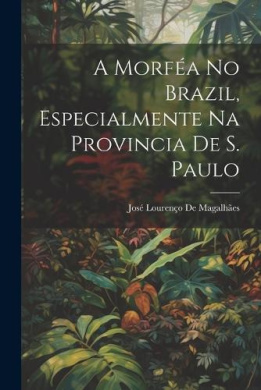 A Morféa No
Brazil,
Especialmente Na
Provincia De S.
Paulo
José Lourenço De Magalhães